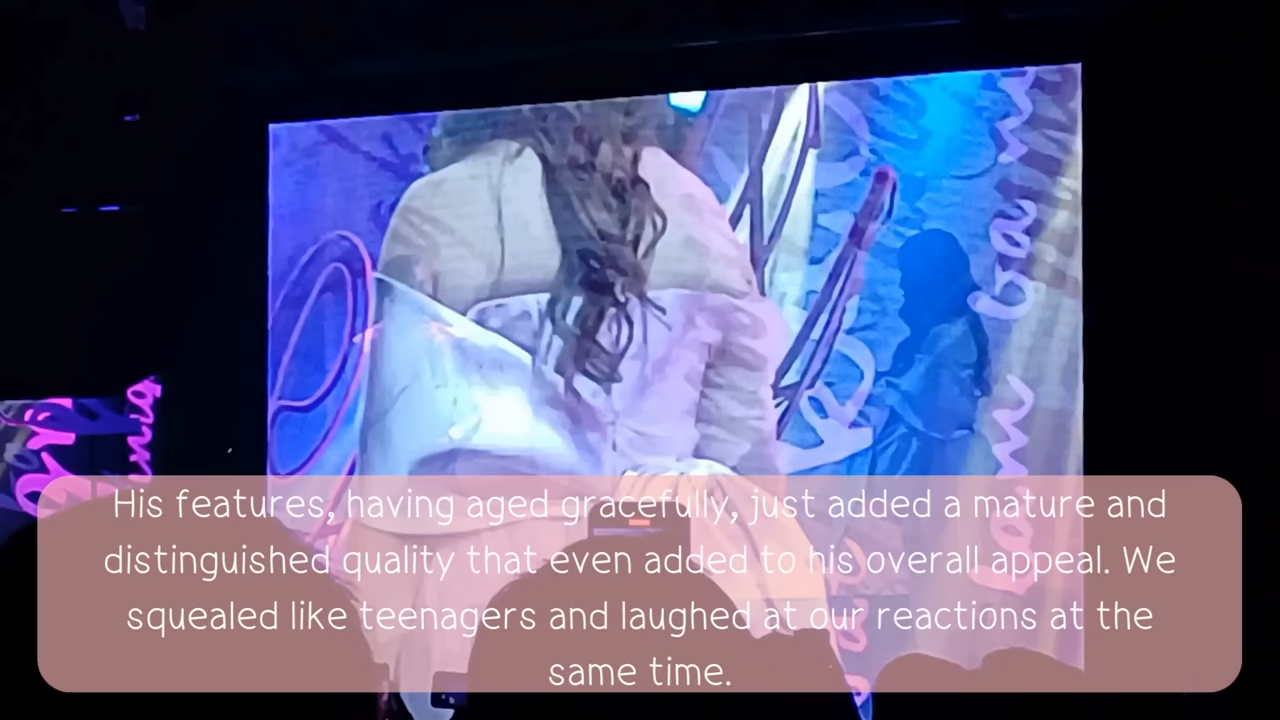 His features, having aged gracefully, just added a mature and
distinguished quality that even added to his overall appeal. We
squealed like teenagers and laughed at our reactions at the
same time.